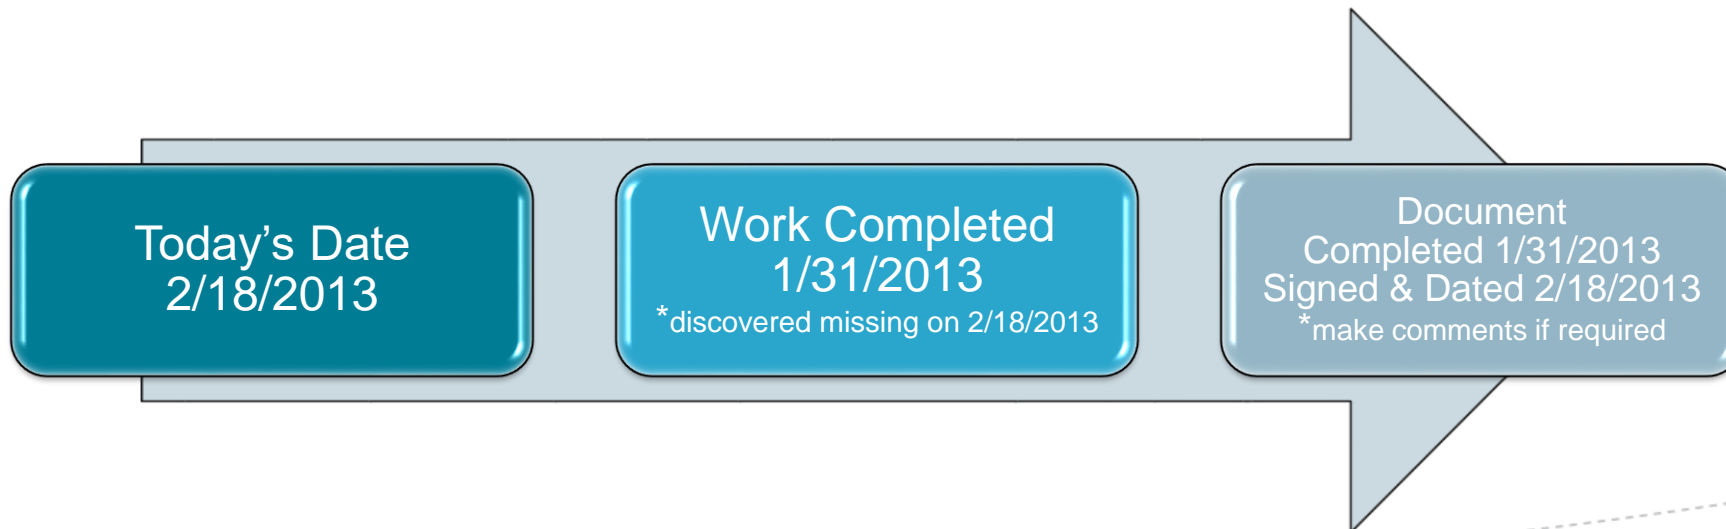 Today’s Date
2/18/2013
Work Completed
1/31/2013
*discovered missing on 2/18/2013
Document
Completed 1/31/2013
Signed & Dated 2/18/2013
*make comments if required